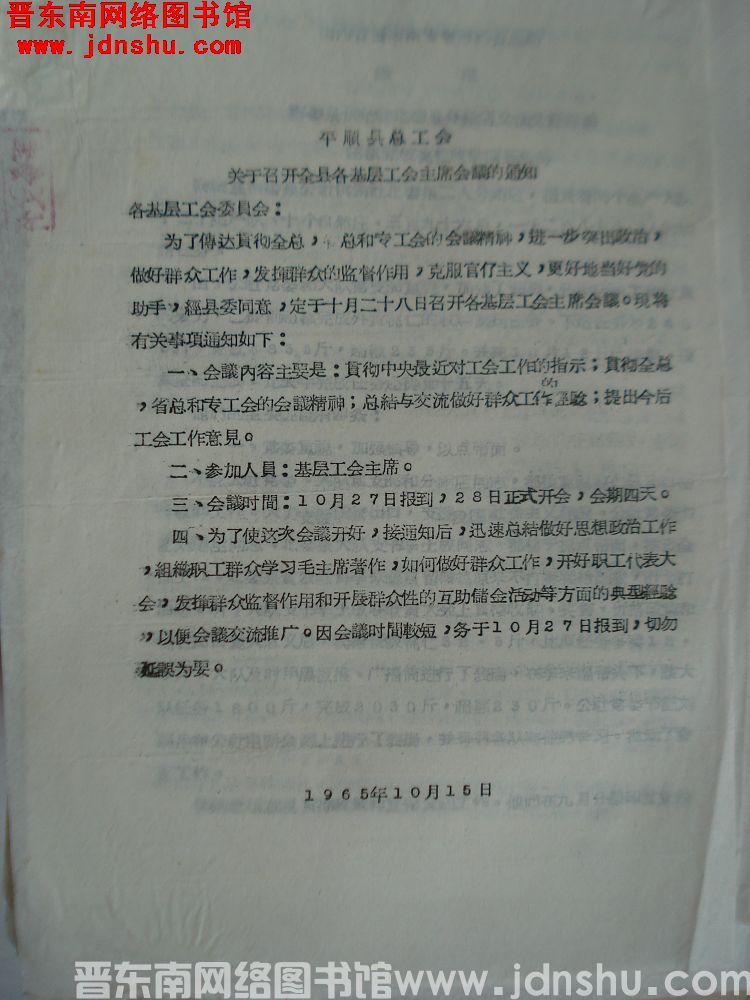 晋东南网络图书馆
www.jdnshu.com
平順县总工会
关于召开全县各基层工会主席会議的通知
各基层工会委員会：
为了傳达貫彻全总，省总和专工会的会議精神，进一步突出政治，
做好群众工作，发揮群众的监督作用，克服官仃主义，更好地当好党的
助手，經县委同意，定于十月二十八日召开各基层工会主席会議。現将
有关事項通知如下：
一、会議內容主要是：貫彻中央最近对工会工作的指示；貫彻全总
，省总和专工会的会議精神；总結与交流做好群众工作的經驗；提出今后
工会工作意見。
二、参加人員：基层工会主席。
三、会議时間：10月27日报到，28日正式开会，会期四天。
四、为了使这次会議开好，接通知后，迅速总結做好思想政治工作
，組織职工群众学习毛主席著作，如何做好群众工作，开好职工代表大
会，发揮群众监督作用和开展群众性的互助儲会活动等方面的典型經驗
，以便会議交流推广。因会議时間較短，务于10月27日报到，切勿
延誤为要。
1965年10月15日
晋东南网络图书馆www.jdnshu.com